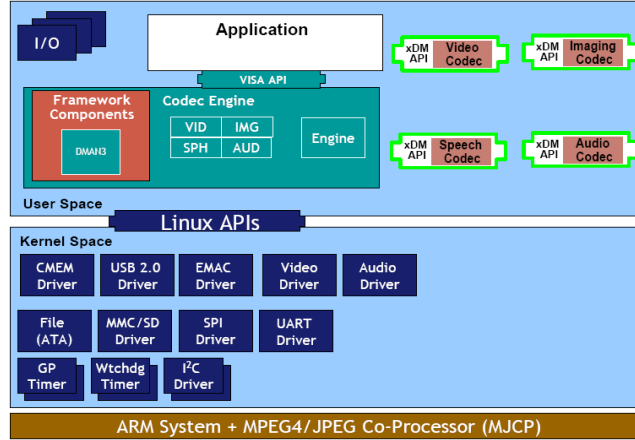 I/O
Application
VISA API
Framework
Components
DMAN3
Codec Engine
VID IMG
SPH AUD
Engine
xDM
API
Video
Codec
xDM
API
Imaging
Codec
xDM
API
Speech
Codec
xDM
API
Audio
Codec
User Space
Linux APIs
Kernel Space
CMEM
Driver
USB 2.0
Driver
EMAC
Driver
Video
Driver
Audio
Driver
File
(ATA)
MMC/SD
Driver
SPI
Driver
UART
Driver
GP
Timer
Wtchdg
Timer
I²C
Driver
ARM System + MPEG4/JPEG Co-Processor (MJCP)